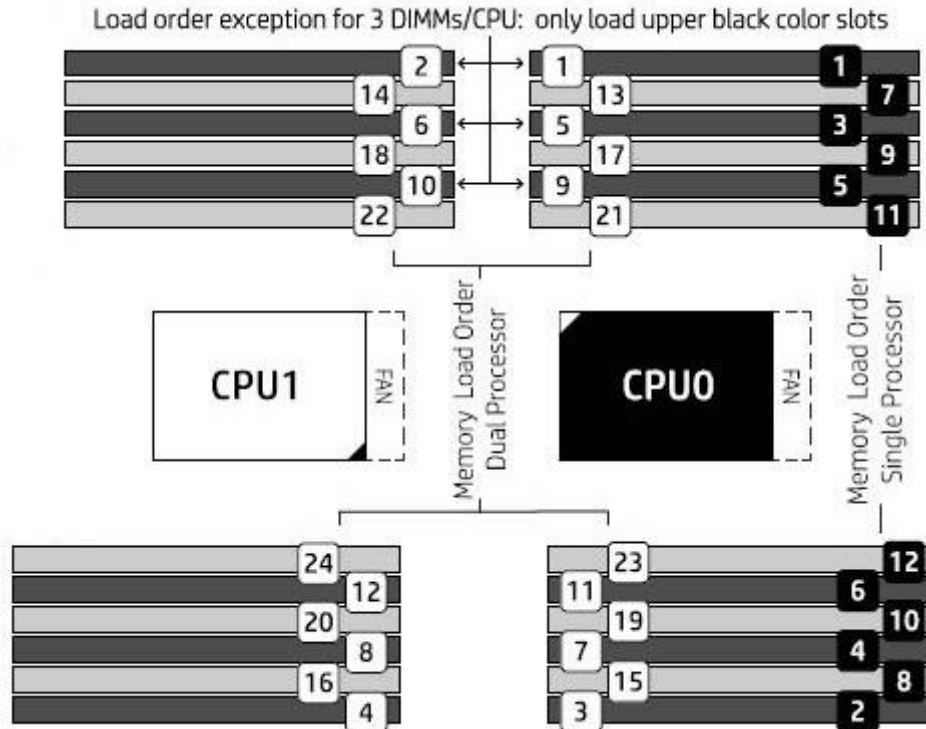 Load order exception for 3 DIMMs/CPU: only load upper black color slots
2 1 1
14 13 7
6 5 3
18 17 9
10 9 5
22 21 11
CPU1
FAN
Memory Load Order
Dual Processor
CPU0
FAN
Memory Load Order
Single Processor
24 23 12
12 11 6
20 19 10
8 7 4
16 15 8
4 3 2